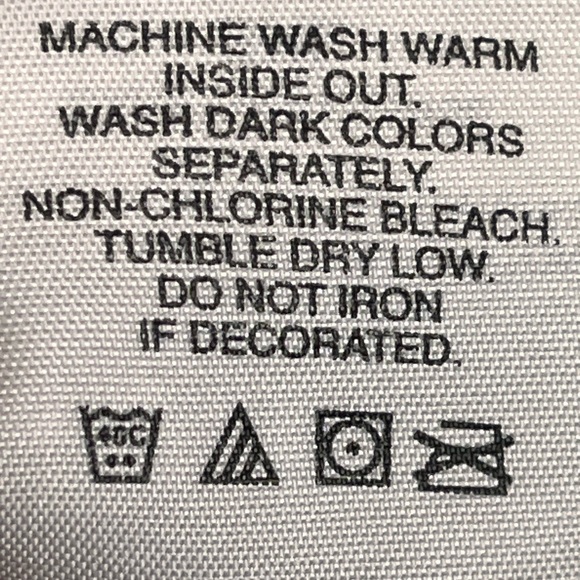 MACHINE WASH WARM
INSIDE OUT.
WASH DARK COLORS
SEPARATELY.
NON-CHLORINE BLEACH.
TUMBLE DRY LOW.
DO NOT IRON
IF DECORATED.
40C